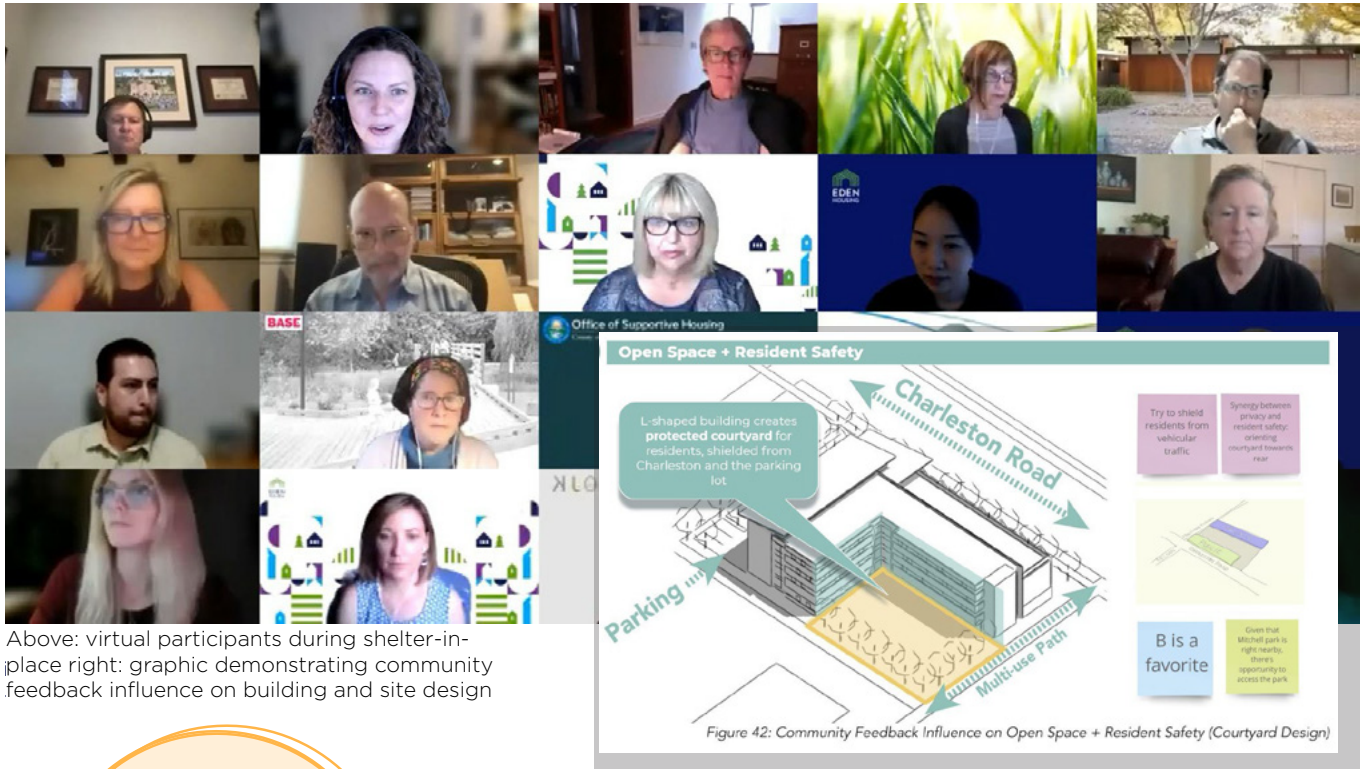 EDEN
HOUSING
BASE
Office of Supportive Housing
EDEN
Open Space + Resident Safety
L-shaped building creates
protected courtyard for
residents, shielded from
Charleston and the parking
lot
Charleston Road
Parking
Multi-use Path
Try to shield
residents from
vehicular
traffic
Synergy between
privacy and
resident safety:
orienting
courtyard towards
rear
B is a
favorite
Given that
Mitchell park is
right nearby,
there's
opportunity to
access the park
Figure 42: Community Feedback Influence on Open Space + Resident Safety (Courtyard Design)
Above: virtual participants during shelter-in-
place right: graphic demonstrating community
feedback influence on building and site design